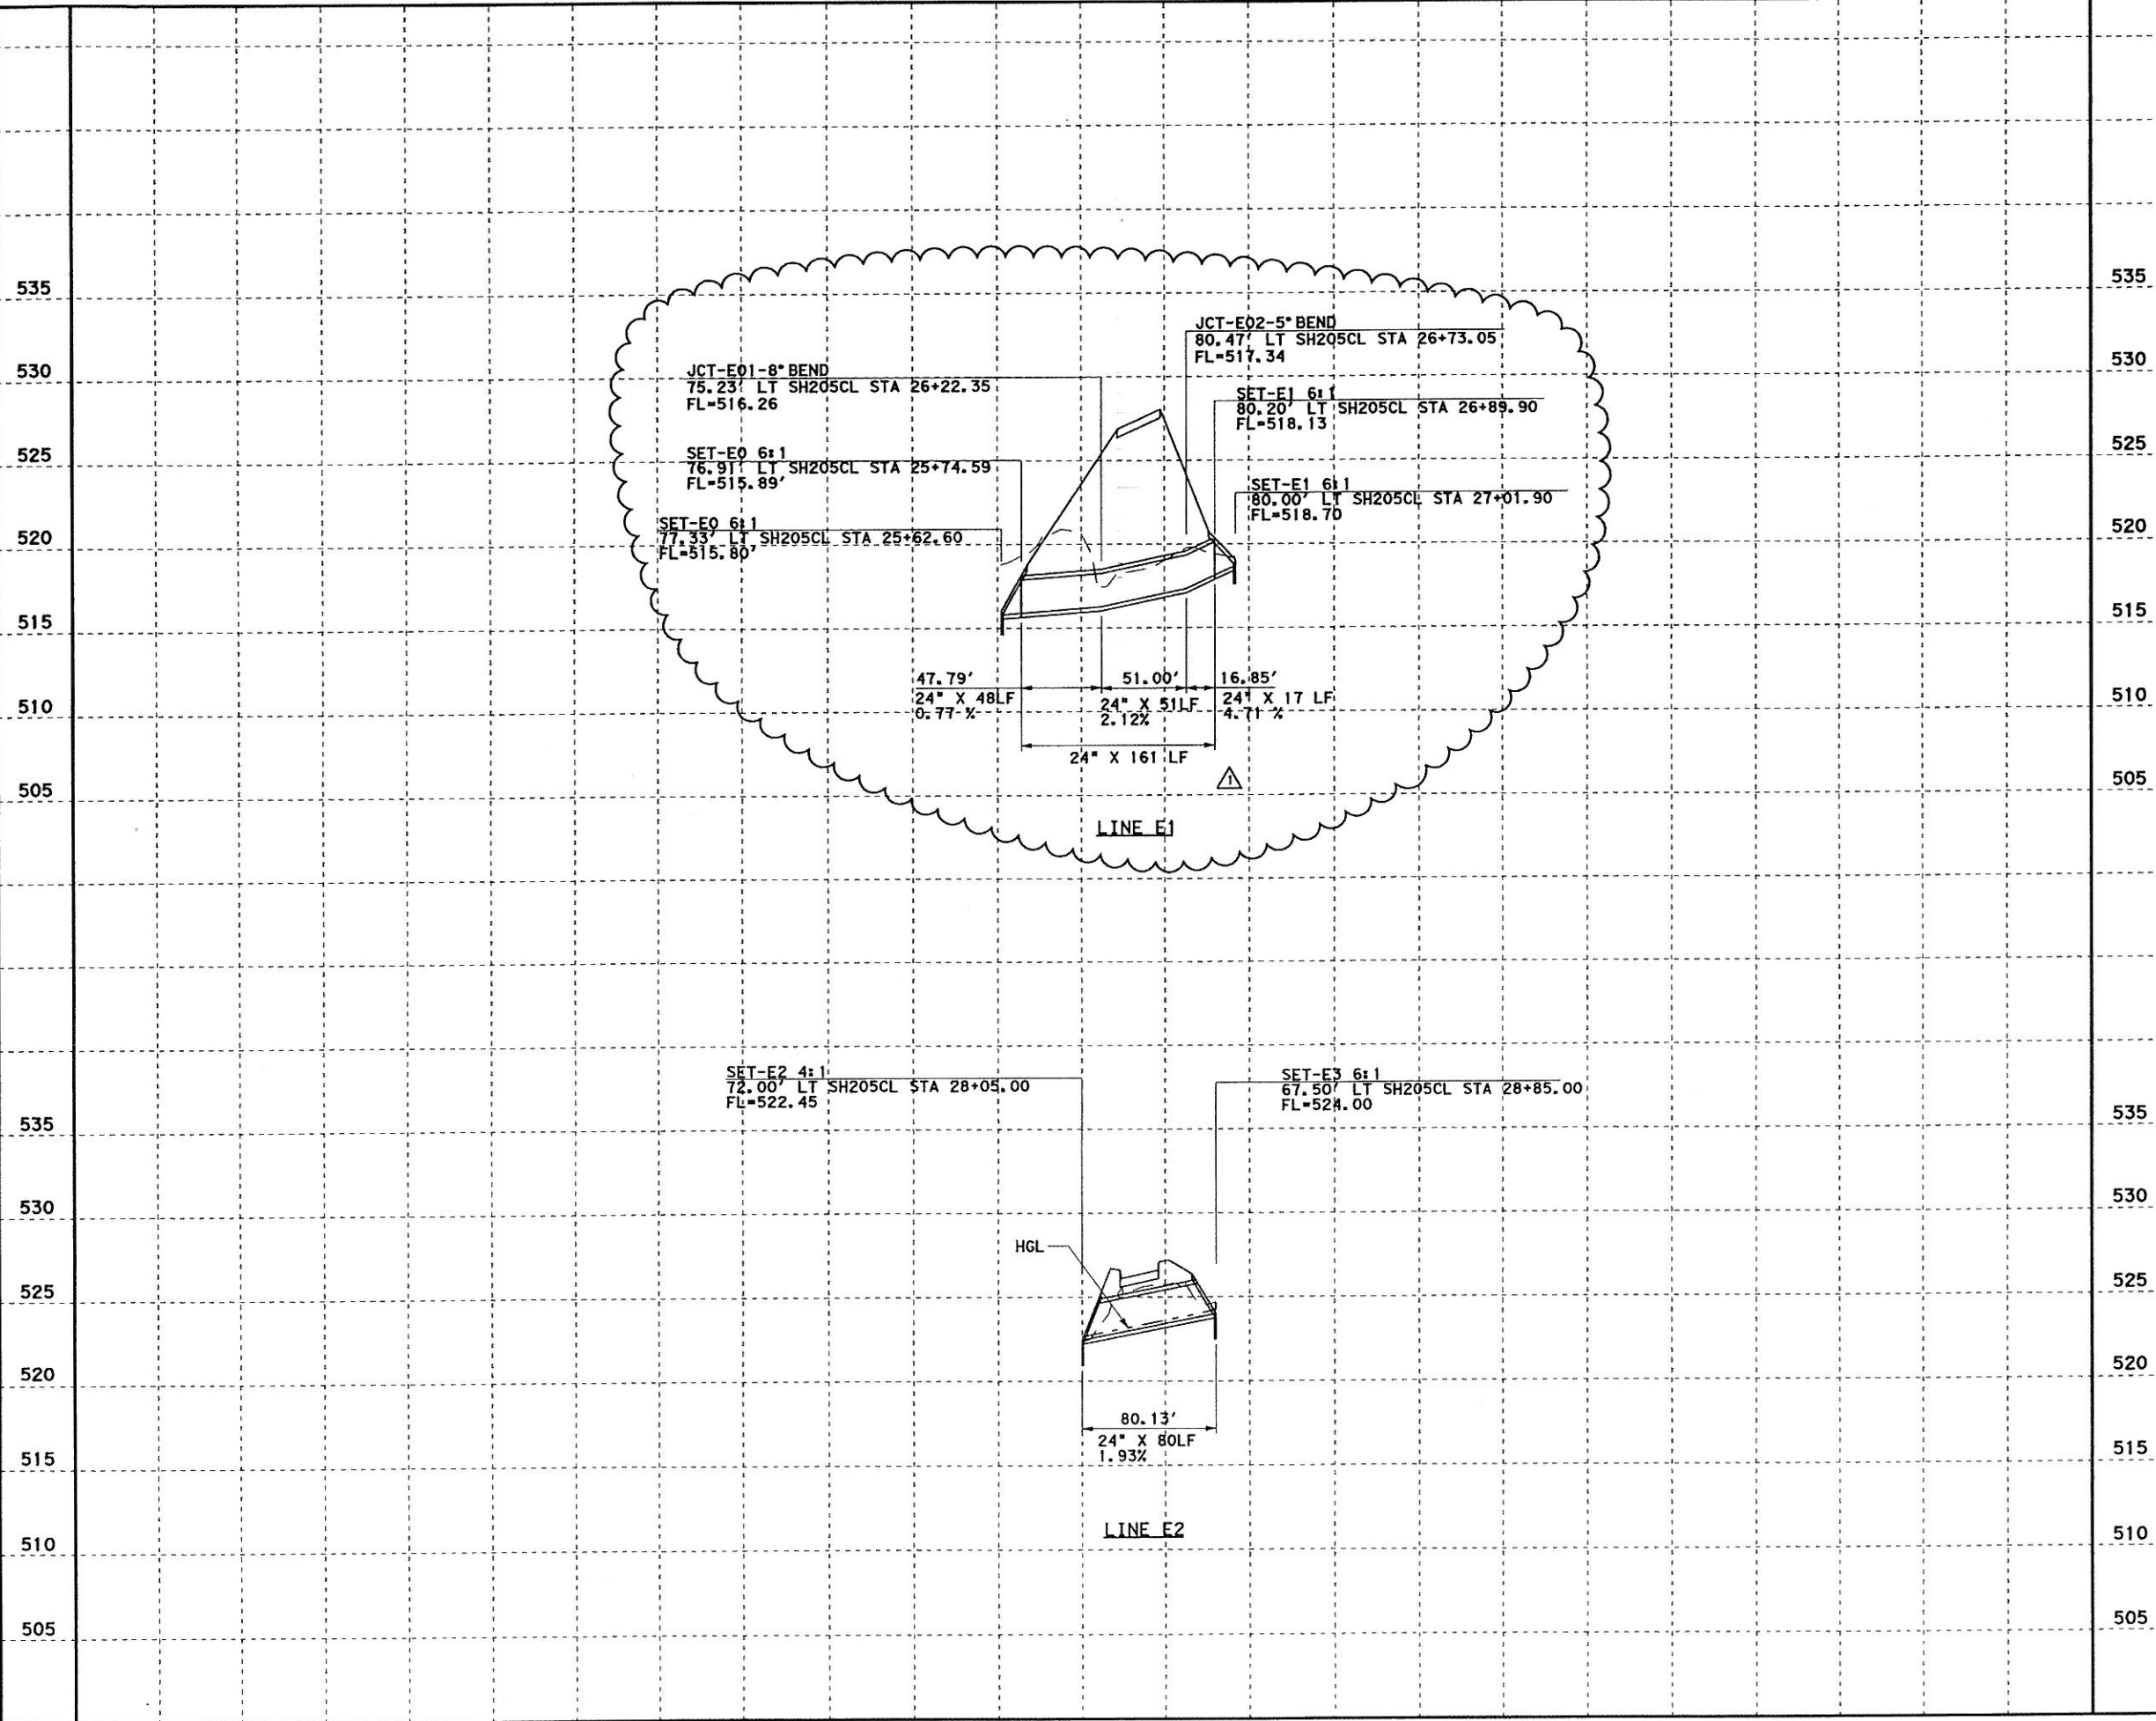 JCT-E02-5° BEND
80.47' LT SH205CL STA 26+73.05
FL=517.34
JCT-E01-8° BEND
75.23' LT SH205CL STA 26+22.35
FL=516.26
SET-E1 6:1
80.20' LT SH205CL STA 26+89.90
FL=518.13
SET-E0 6:1
76.91' LT SH205CL STA 25+74.59
FL=515.89'
SET-E1 6:1
80.00' LT SH205CL STA 27+01.90
FL=518.70
SET-E0 6:1
77.33' LT SH205CL STA 25+62.60
FL=515.80'
535 535
530 530
525 525
520 520
515 515
510 510
505 505
47.79' 51.00' 16.85'
24" X 48LF 24" X 51LF 24" X 17 LF
0.77 % 2.12% 4.71 %
24" X 161 LF
1
LINE E1
SET-E2 4:1
72.00' LT SH205CL STA 28+05.00
FL=522.45
SET-E3 6:1
67.50' LT SH205CL STA 28+85.00
FL=524.00
535 535
530 530
HGL
525 525
520 520
80.13'
24" X 80LF
1.93%
515 515
LINE E2
510 510
505 505